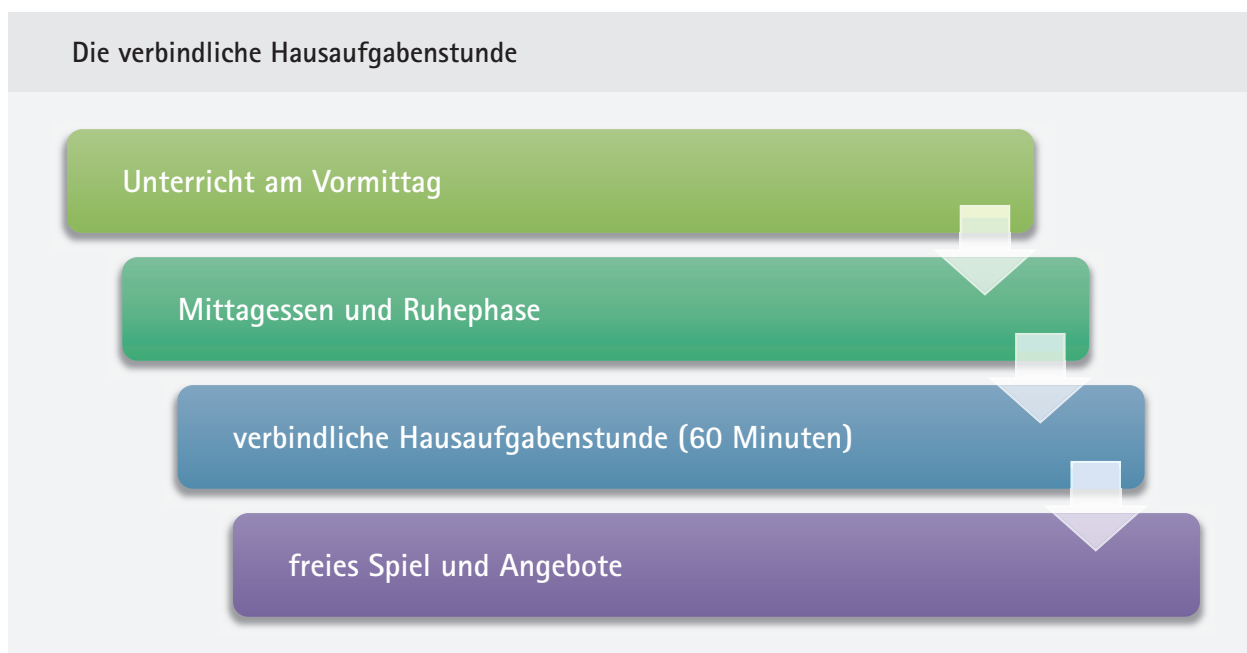 Die verbindliche Hausaufgabenstunde
Unterricht am Vormittag
Mittagessen und Ruhephase
verbindliche Hausaufgabenstunde (60 Minuten)
freies Spiel und Angebote